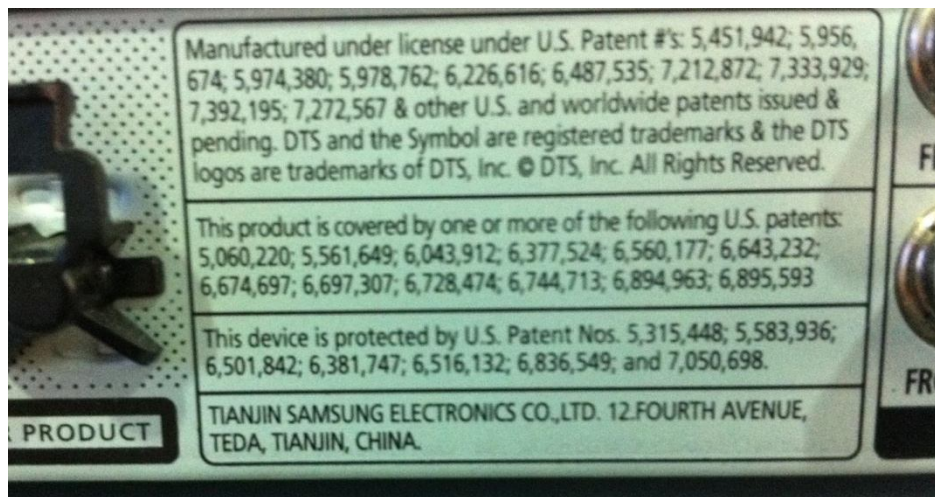 Manufactured under license under U.S. Patent #'s: 5,451,942; 5,956,
674; 5,974,380; 5,978,762; 6,226,616; 6,487,535; 7,212,872; 7,333,929;
7,392,195; 7,272,567 & other U.S. and worldwide patents issued &
pending. DTS and the Symbol are registered trademarks & the DTS
logos are trademarks of DTS, Inc. © DTS, Inc. All Rights Reserved.
This product is covered by one or more of the following U.S. patents:
5,060,220; 5,561,649; 6,043,912; 6,377,524; 6,560,177; 6,643,232;
6,674,697; 6,697,307; 6,728,474; 6,744,713; 6,894,963; 6,895,593
This device is protected by U.S. Patent Nos. 5,315,448; 5,583,936;
6,501,842; 6,381,747; 6,516,132; 6,836,549; and 7,050,698.
TIANJIN SAMSUNG ELECTRONICS CO.,LTD. 12.FOURTH AVENUE,
TEDA, TIANJIN, CHINA.
PRODUCT